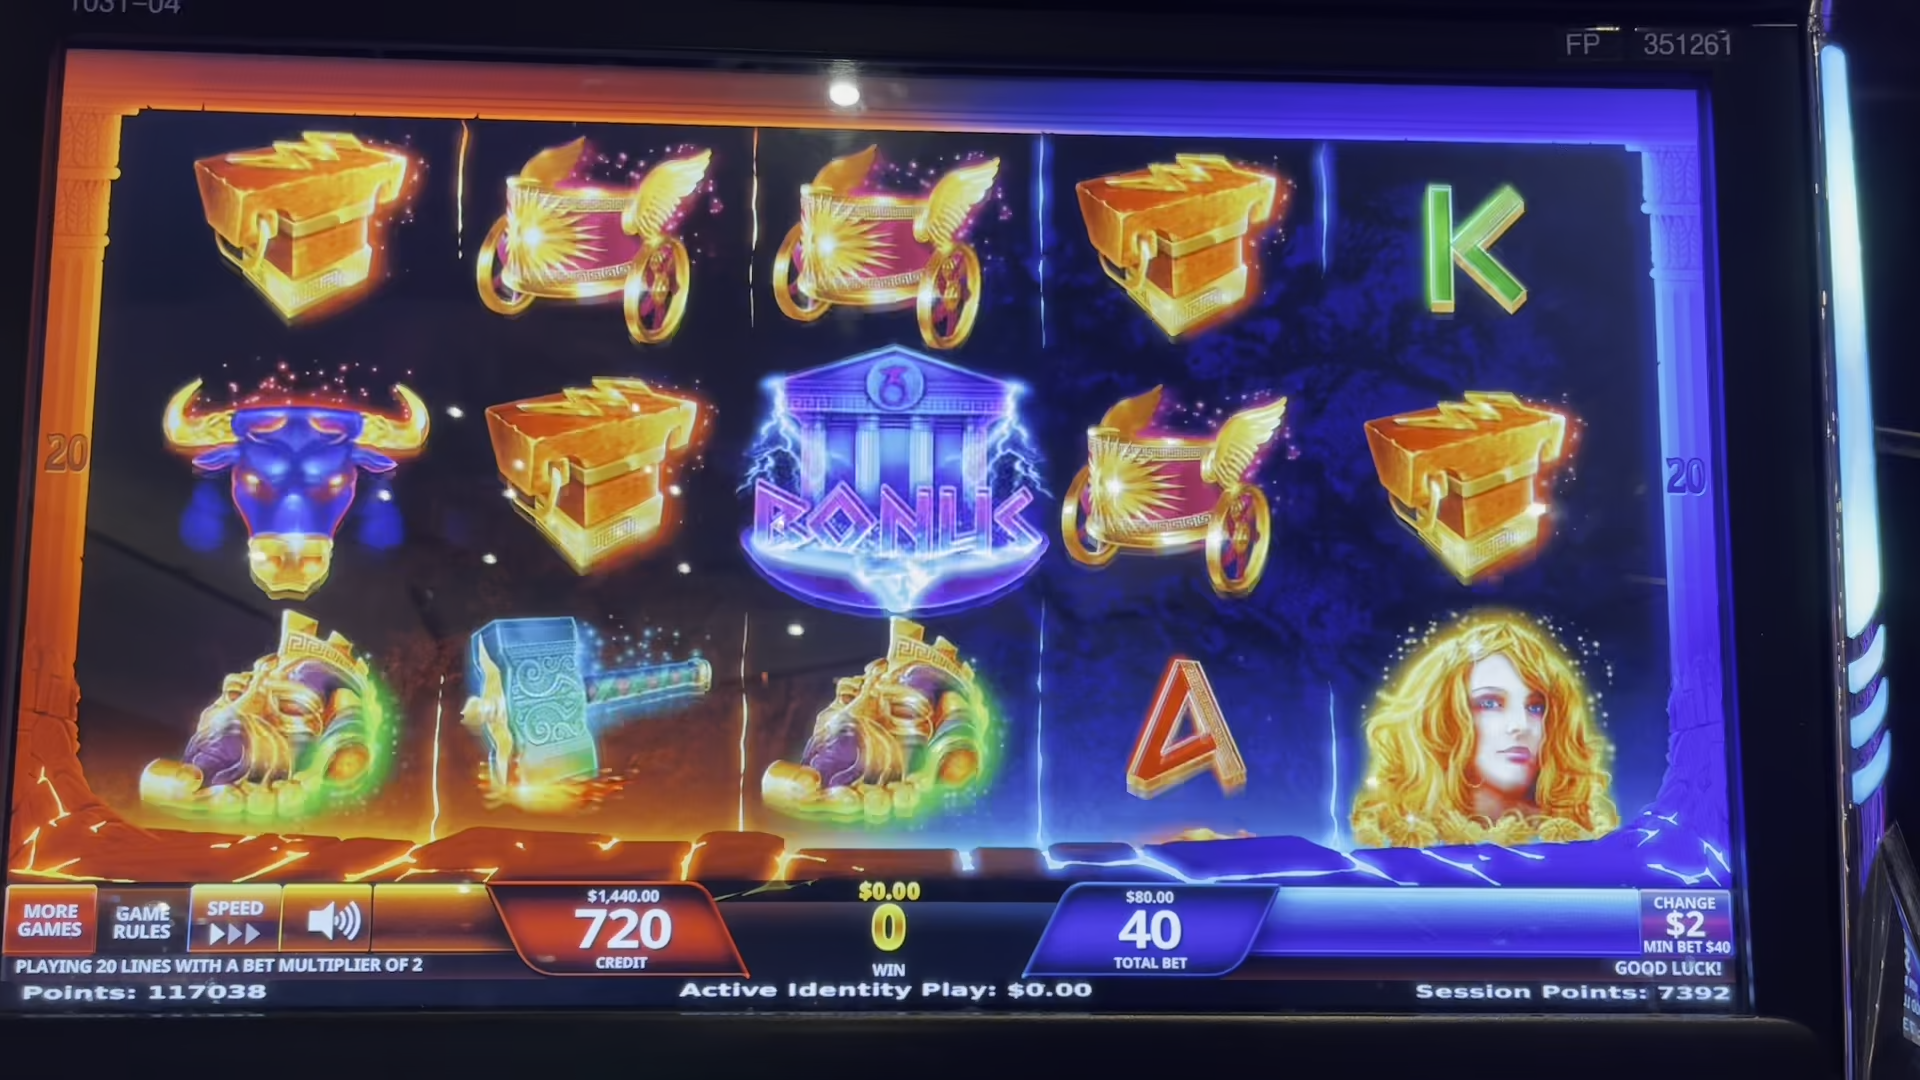 1031-04
FP 351261
K
20
20
BONUS
A
MORE GAMES
GAME RULES
SPEED
$1,440.00
720
CREDIT
$0.00
0
WIN
$80.00
40
TOTAL BET
CHANGE
$2
MIN BET $40
PLAYING 20 LINES WITH A BET MULTIPLIER OF 2
GOOD LUCK!
Points: 117038
Active Identity Play: $0.00
Session Points: 7392